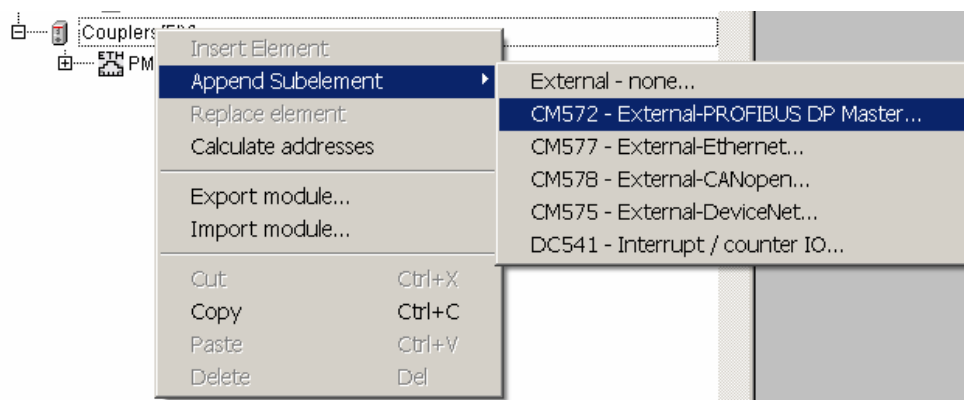 Couplers
ETH PM
Insert Element
Append Subelement
Replace element
Calculate addresses
Export module...
Import module...
Cut Ctrl+X
Copy Ctrl+C
Paste Ctrl+V
Delete Del
External - none...
CM572 - External-PROFIBUS DP Master...
CM577 - External-Ethernet...
CM578 - External-CANopen...
CM575 - External-DeviceNet...
DC541 - Interrupt / counter IO...